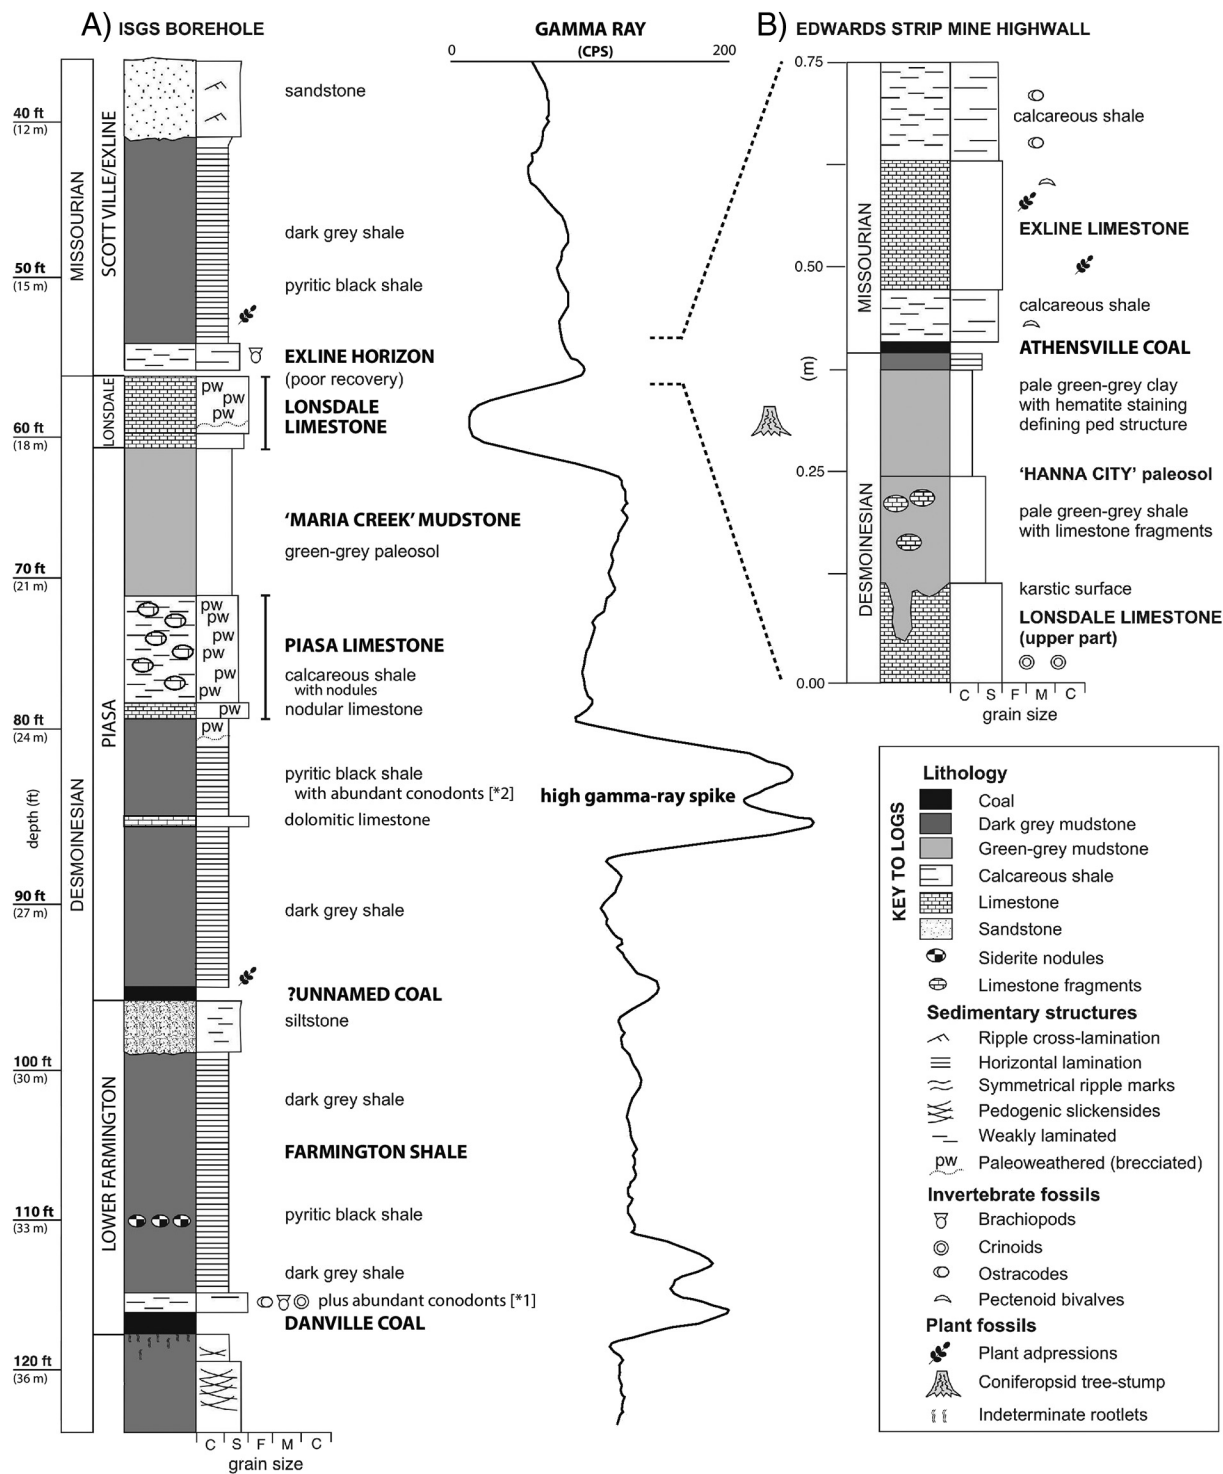 A) ISGS BOREHOLE
GAMMA RAY
(CPS)
0
200
40 ft
(12 m)
50 ft
(15 m)
60 ft
(18 m)
70 ft
(21 m)
80 ft
(24 m)
depth (ft)
90 ft
(27 m)
100 ft
(30 m)
110 ft
(33 m)
120 ft
(36 m)
MISSOURIAN
DESMOINESIAN
SCOTT VILLE/EXLINE
LONSDALE
PIASA
LOWER FARMINGTON
sandstone
dark grey shale
pyritic black shale
EXLINE HORIZON
(poor recovery)
pw
pw
pw
LONSDALE
LIMESTONE
'MARIA CREEK' MUDSTONE
green-grey paleosol
pw
pw
pw
pw
pw
pw
PIASA LIMESTONE
calcareous shale
with nodules
nodular limestone
pw
pw
pyritic black shale
with abundant conodonts [*2]
high gamma-ray spike
dolomitic limestone
dark grey shale
?UNNAMED COAL
siltstone
dark grey shale
FARMINGTON SHALE
pyritic black shale
dark grey shale
plus abundant conodonts [*1]
DANVILLE COAL
C S F M C
grain size
B) EDWARDS STRIP MINE HIGHWALL
0.75
0.50
(m)
0.25
0.00
MISSOURIAN
DESMOINESIAN
calcareous shale
EXLINE LIMESTONE
calcareous shale
ATHENSVILLE COAL
pale green-grey clay
with hematite staining
defining ped structure
'HANNA CITY' paleosol
pale green-grey shale
with limestone fragments
karstic surface
LONSDALE LIMESTONE
(upper part)
C S F M C
grain size
KEY TO LOGS
Lithology
Coal
Dark grey mudstone
Green-grey mudstone
Calcareous shale
Limestone
Sandstone
Siderite nodules
Limestone fragments
Sedimentary structures
Ripple cross-lamination
Horizontal lamination
Symmetrical ripple marks
Pedogenic slickensides
Weakly laminated
pw Paleoweathered (brecciated)
Invertebrate fossils
Brachiopods
Crinoids
Ostracodes
Pectenoid bivalves
Plant fossils
Plant adpressions
Coniferopsid tree-stump
Indeterminate rootlets